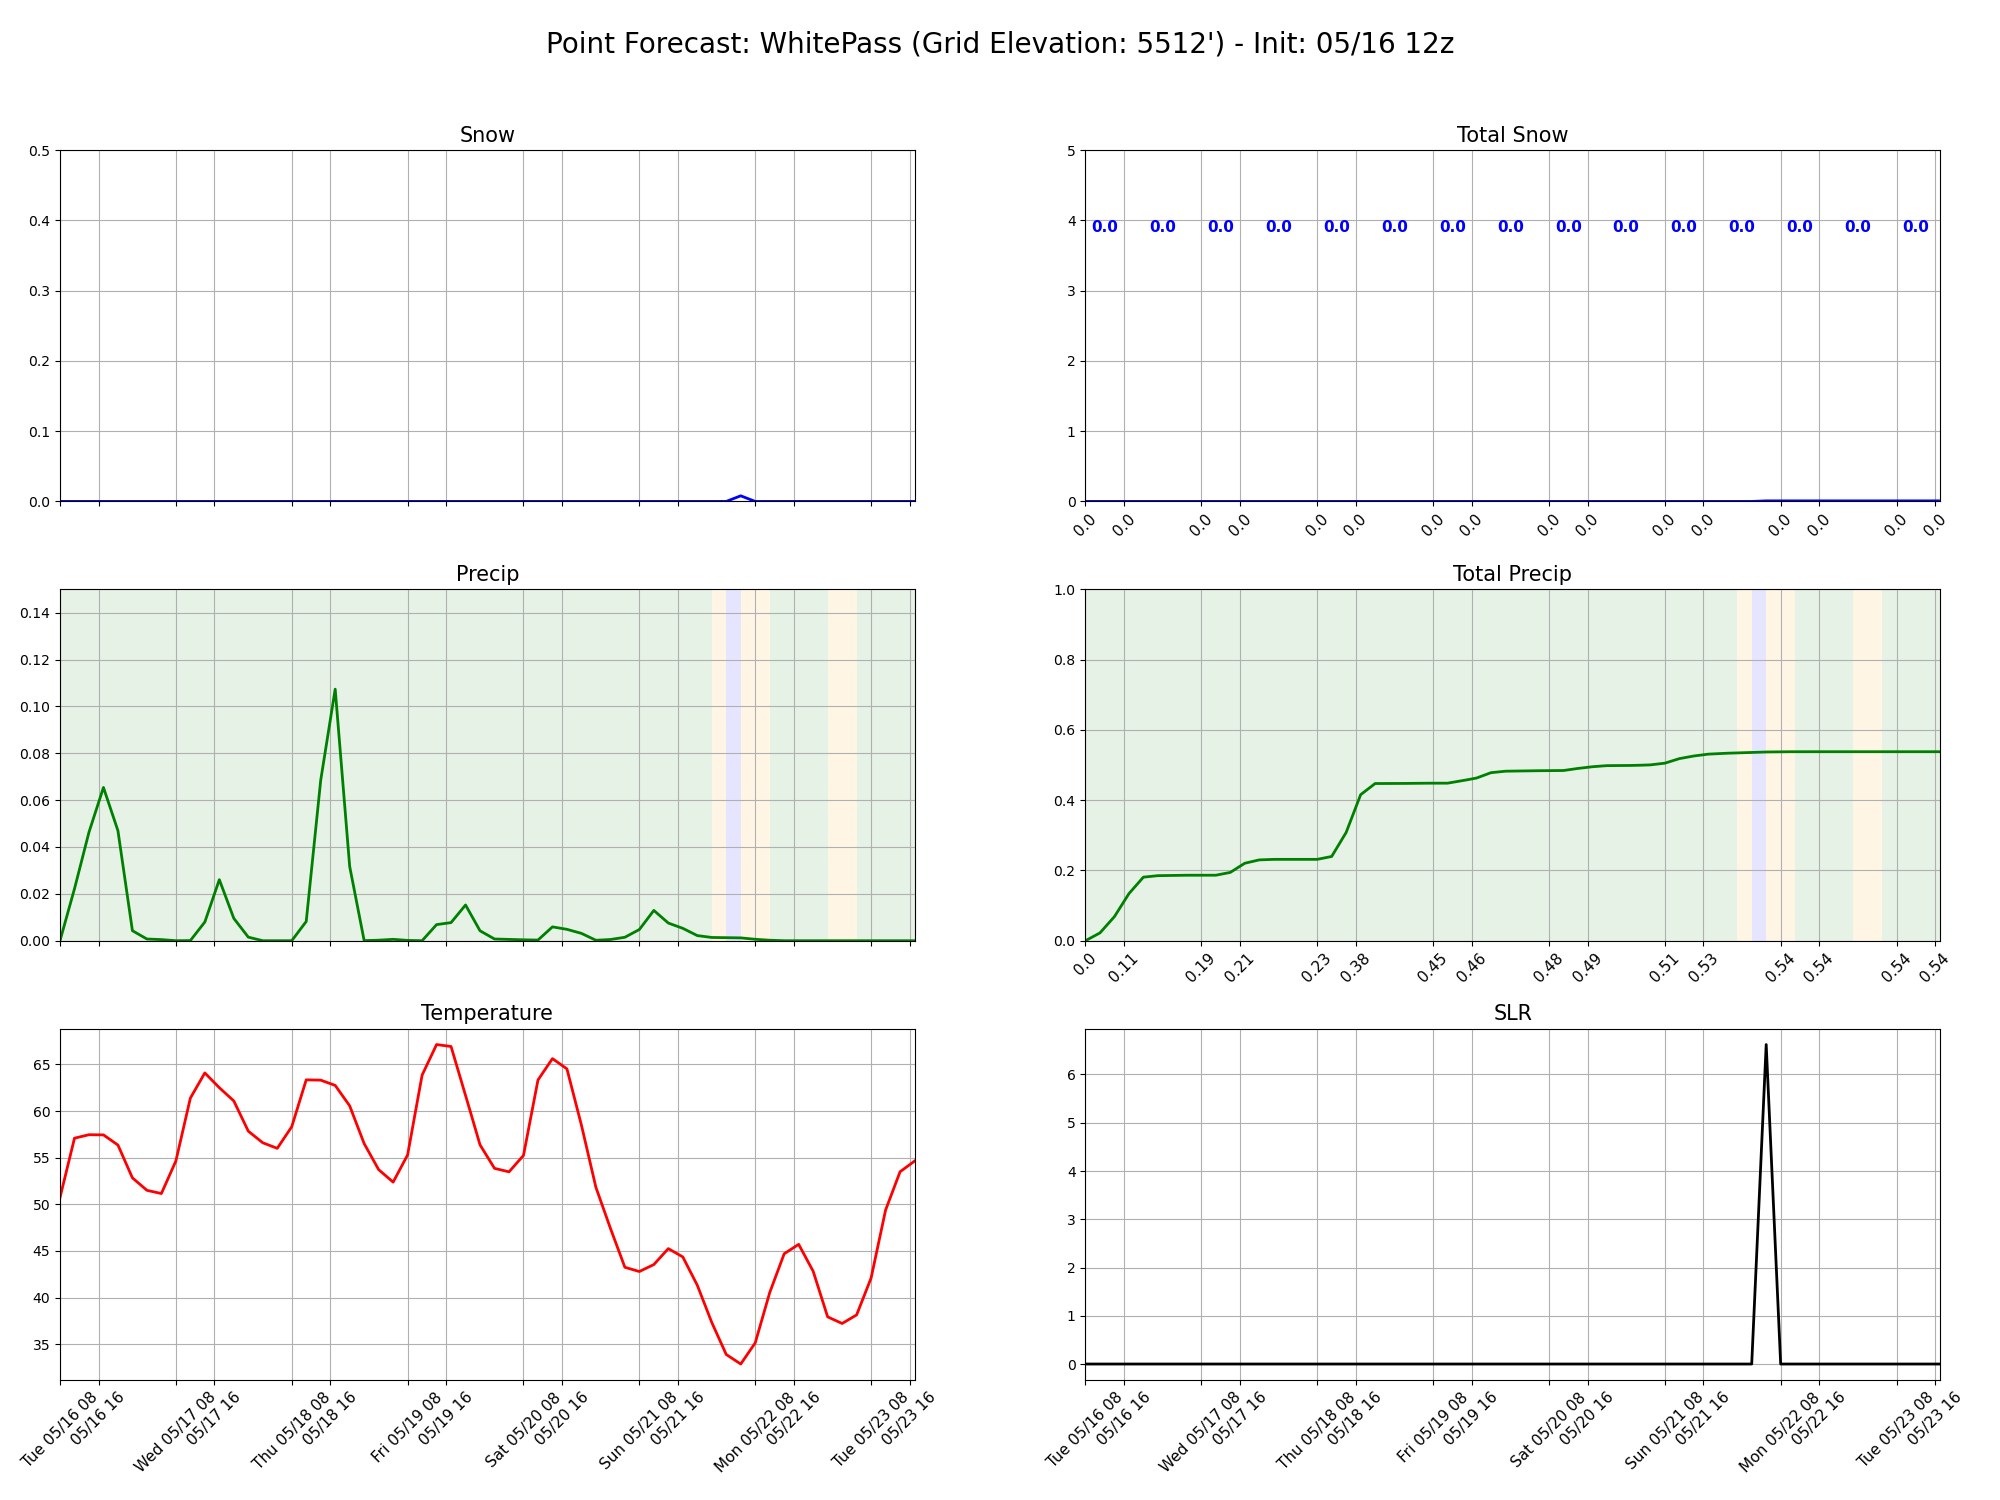 Point Forecast: WhitePass (Grid Elevation: 5512') - Init: 05/16 12z
Snow
0.5
0.4
0.3
0.2
0.1
0.0
Total Snow
5
4
3
2
1
0
0.0 0.0 0.0 0.0 0.0 0.0 0.0 0.0 0.0 0.0 0.0 0.0 0.0 0.0 0.0
0.0 0.0 0.0 0.0 0.0 0.0 0.0 0.0 0.0 0.0 0.0 0.0 0.0 0.0 0.0 0.0
Precip
0.14
0.12
0.10
0.08
0.06
0.04
0.02
0.00
Total Precip
1.0
0.8
0.6
0.4
0.2
0.0
0.0 0.11 0.19 0.21 0.23 0.38 0.45 0.46 0.48 0.49 0.51 0.53 0.54 0.54 0.54 0.54
Temperature
65
60
55
50
45
40
35
Tue 05/16 08
05/16 16
Wed 05/17 08
05/17 16
Thu 05/18 08
05/18 16
Fri 05/19 08
05/19 16
Sat 05/20 08
05/20 16
Sun 05/21 08
05/21 16
Mon 05/22 08
05/22 16
Tue 05/23 08
05/23 16
SLR
6
5
4
3
2
1
0
Tue 05/16 08
05/16 16
Wed 05/17 08
05/17 16
Thu 05/18 08
05/18 16
Fri 05/19 08
05/19 16
Sat 05/20 08
05/20 16
Sun 05/21 08
05/21 16
Mon 05/22 08
05/22 16
Tue 05/23 08
05/23 16